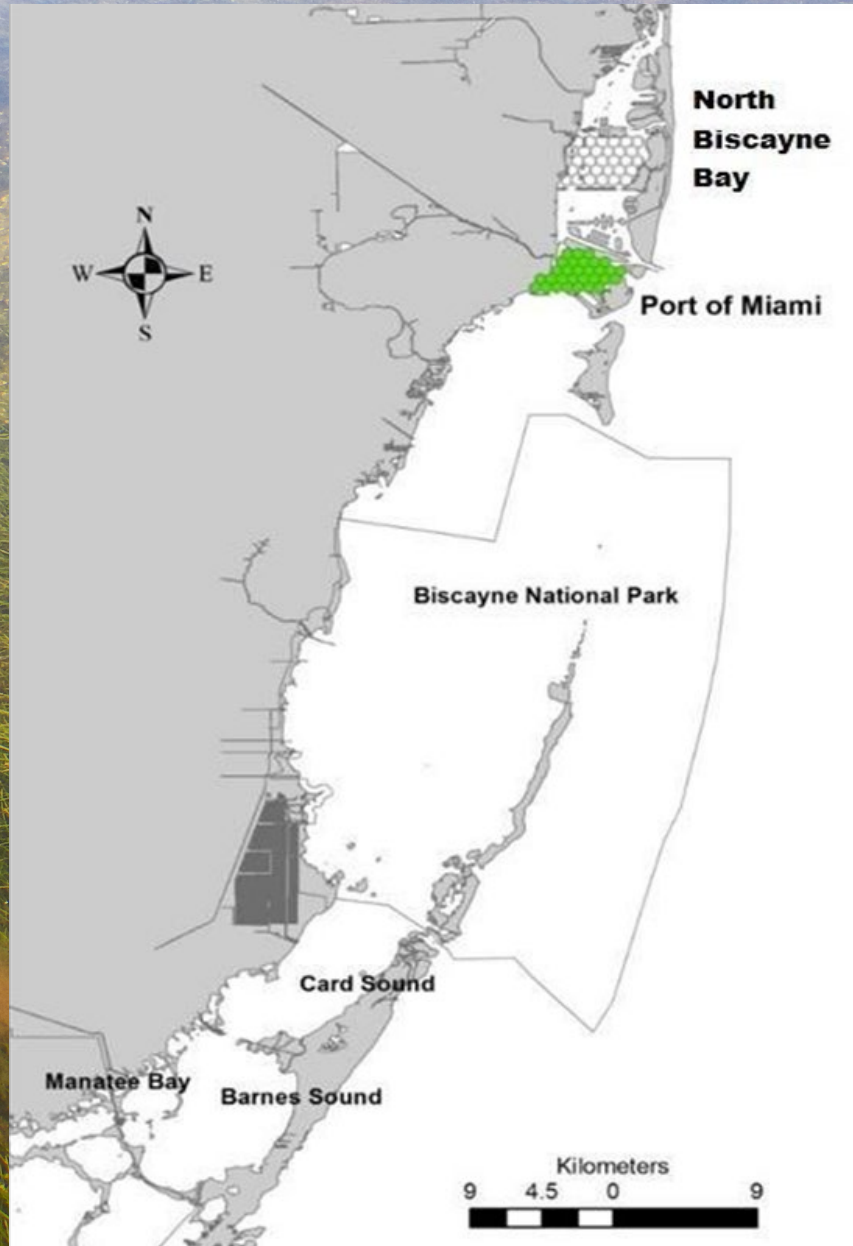 North
Biscayne
Bay
N
W E
S
Port of Miami
Biscayne National Park
Card Sound
Manatee Bay
Barnes Sound
Kilometers
9 4.5 0 9